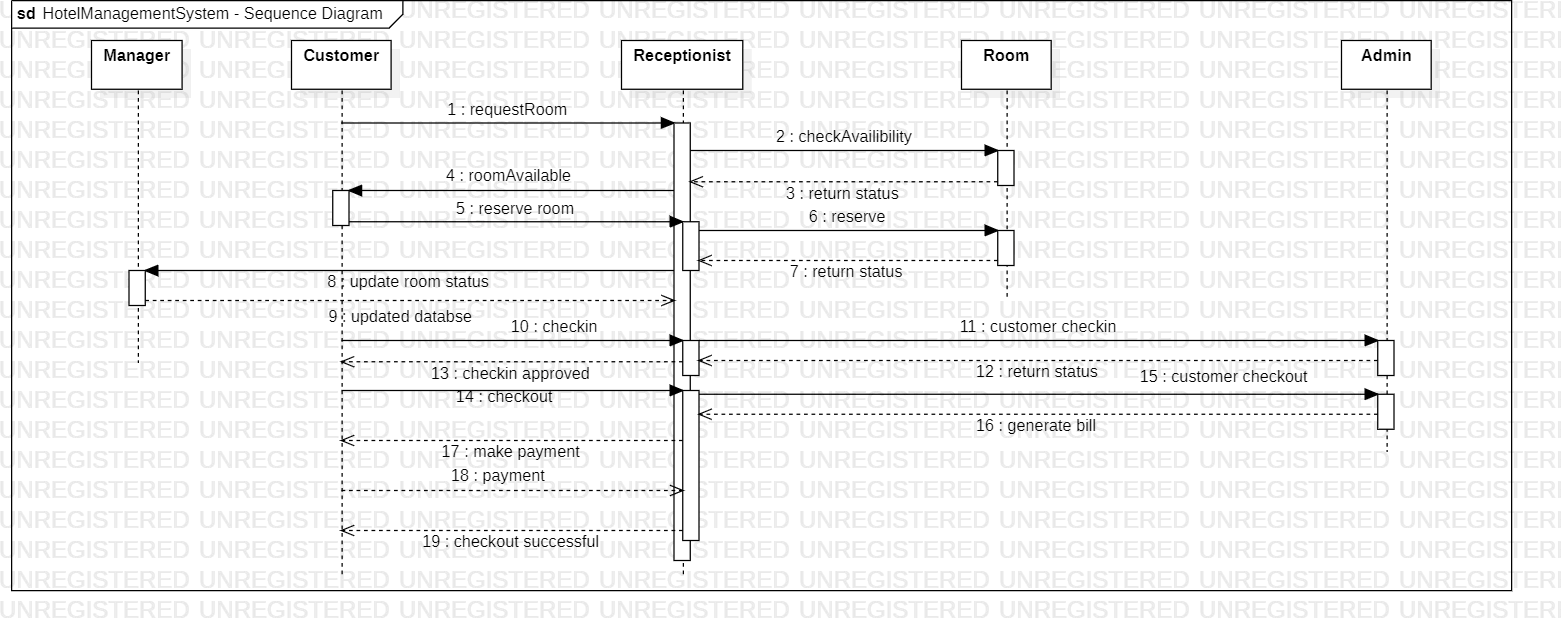 sd HotelManagementSystem - Sequence Diagram
Manager
Customer
Receptionist
Room
Admin
1 : requestRoom
2 : checkAvailibility
3 : return status
4 : roomAvailable
5 : reserve room
6 : reserve
7 : return status
8 : update room status
9 : updated databse
10 : checkin
11 : customer checkin
12 : return status
13 : checkin approved
14 : checkout
15 : customer checkout
16 : generate bill
17 : make payment
18 : payment
19 : checkout successful
UNREGISTERED